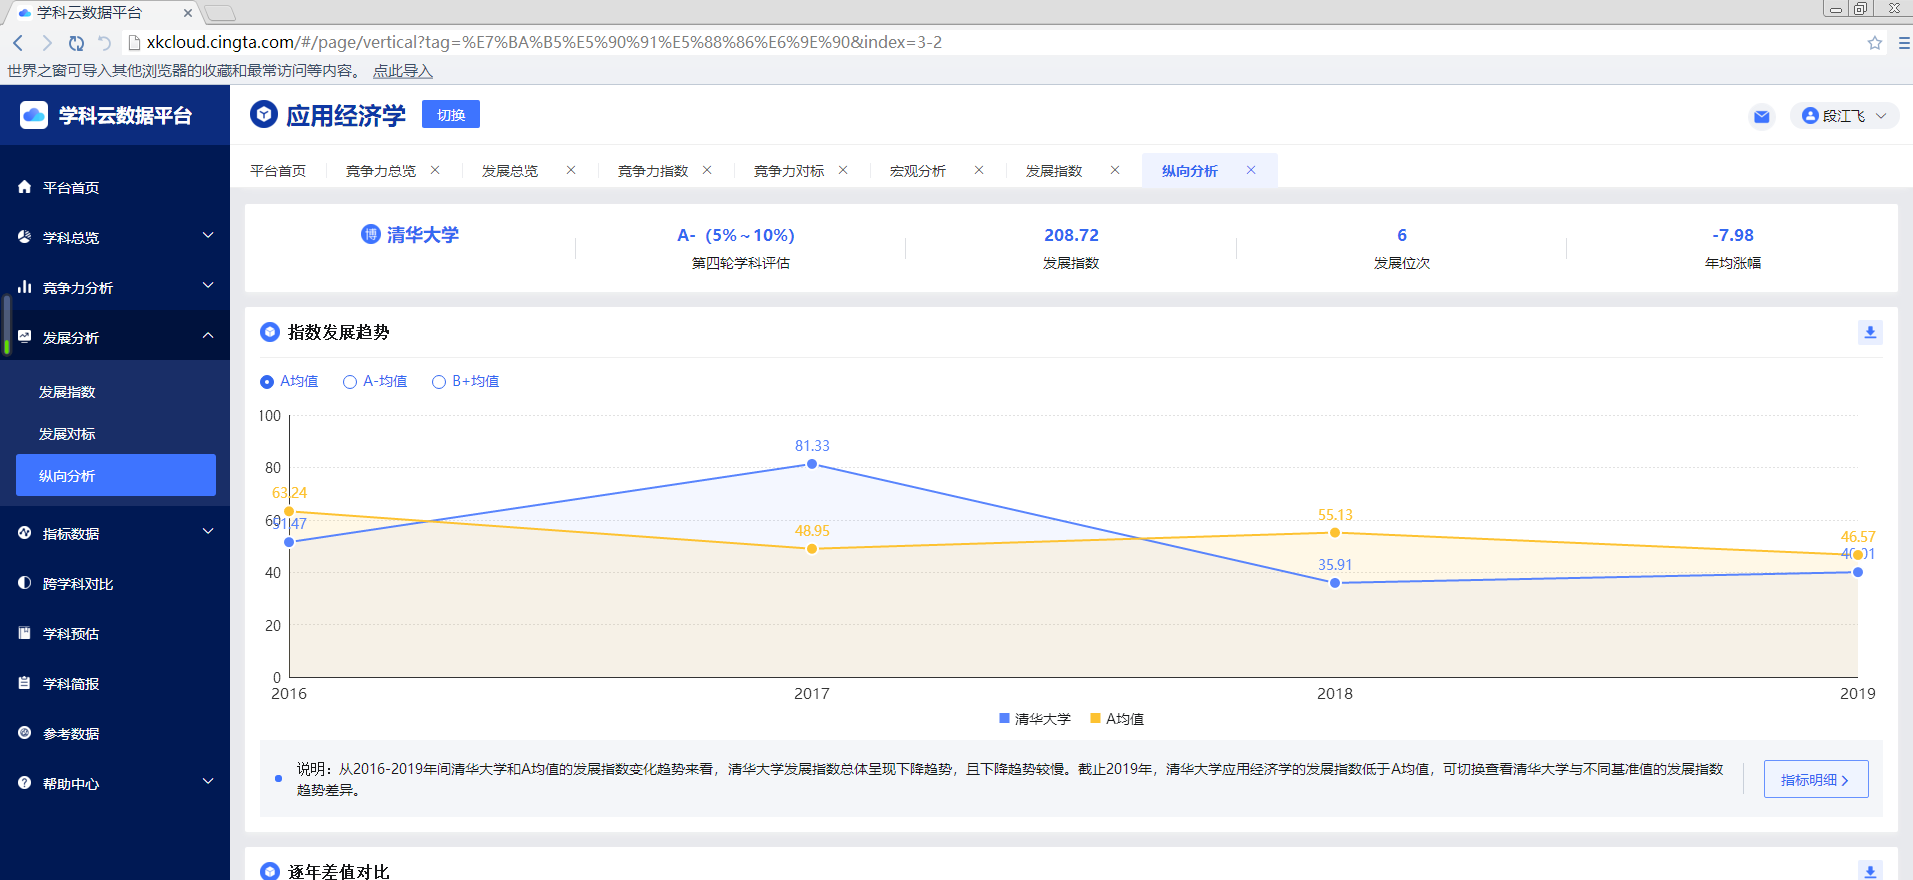 学科云数据平台
xkcloud.cingta.com/#/page/vertical?tag=%E7%BA%B5%E5%90%91%E5%88%86%E6%9E%90&index=3-2
世界之窗可导入其他浏览器的收藏和最常访问等内容。 点此导入
学科云数据平台
应用经济学 切换
段江飞
平台首页 竞争力总览 发展总览 竞争力指数 竞争力对标 宏观分析 发展指数 纵向分析
平台首页
学科总览
竞争力分析
发展分析
发展指数
发展对标
纵向分析
指标数据
跨学科对比
学科预估
学科简报
参考数据
帮助中心
博 清华大学
A-（5%~10%）
第四轮学科评估
208.72
发展指数
6
发展位次
-7.98
年均涨幅
指数发展趋势
A均值 A-均值 B+均值
100
80
60
40
20
0
63.24
51.47
81.33
48.95
55.13
35.91
46.57
40.01
2016 2017 2018 2019
清华大学 A均值
说明：从2016-2019年间清华大学和A均值的发展指数变化趋势来看，清华大学发展指数总体呈现下降趋势，且下降趋势较慢。截止2019年，清华大学应用经济学的发展指数低于A均值，可切换查看清华大学与不同基准值的发展指数
趋势差异。
指标明细
逐年差值对比